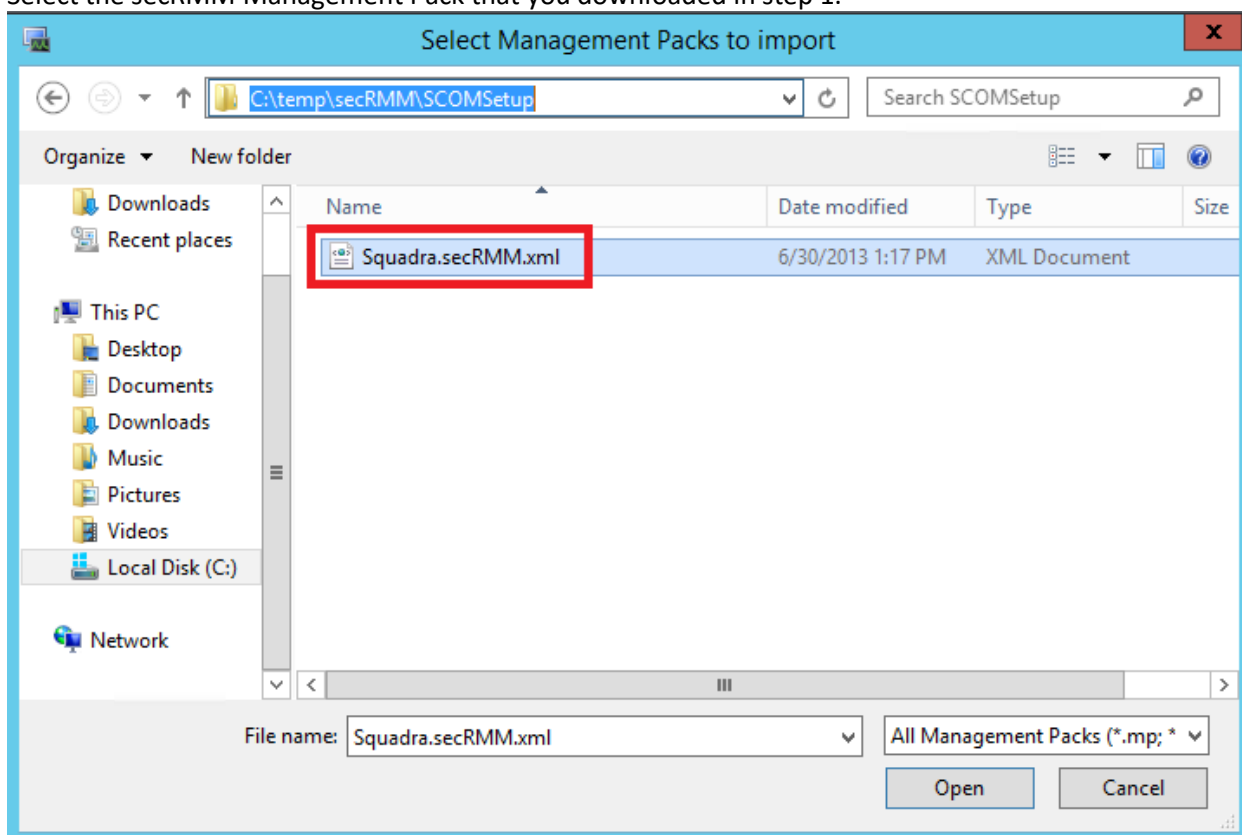 Select the secRMM Management Pack that you downloaded in step 1.
Select Management Packs to import
x
C:\temp\secRMM\SCOMSetup
Search SCOMSetup
Organize
New folder
Name
Date modified
Type
Size
Downloads
Recent places
Squadra.secRMM.xml
6/30/2013 1:17 PM
XML Document
This PC
Desktop
Documents
Downloads
Music
Pictures
Videos
Local Disk (C:)
Network
File name:
Squadra.secRMM.xml
All Management Packs (*.mp; *
Open
Cancel